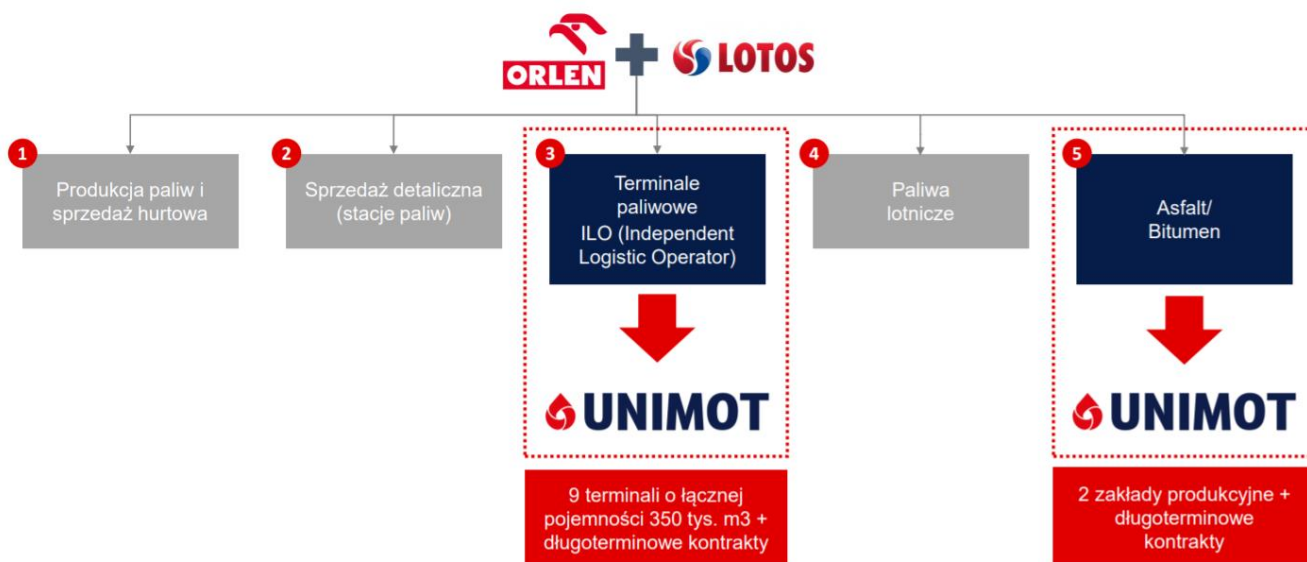 ORLEN
LOTOS
1
Produkcja paliw i
sprzedaż hurtowa
2
Sprzedaż detaliczna
(stacje paliw)
3
Terminale
paliwowe
ILO (Independent
Logistic Operator)
4
Paliwa
lotnicze
5
Asfalt/
Bitumen
UNIMOT
UNIMOT
9 terminali o łącznej
pojemności 350 tys. m3 +
długoterminowe kontrakty
2 zakłady produkcyjne +
długoterminowe
kontrakty